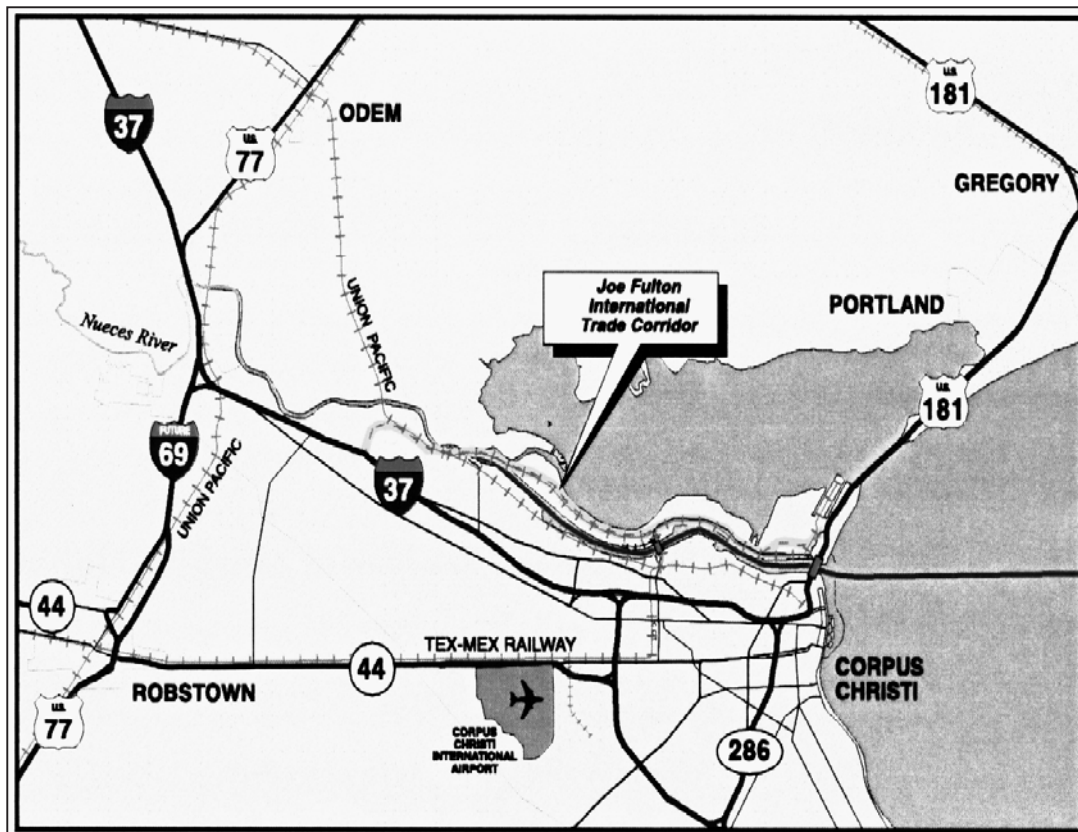 U.S.
181
37
ODEM
U.S.
77
GREGORY
UNION PACIFIC
Joe Fulton
International
Trade Corridor
PORTLAND
Nueces River
U.S.
181
FUTURE
69
UNION PACIFIC
37
44
TEX-MEX RAILWAY
44
ROBSTOWN
CORPUS
CHRISTI
U.S.
77
CORPUS
CHRISTI
INTERNATIONAL
AIRPORT
286